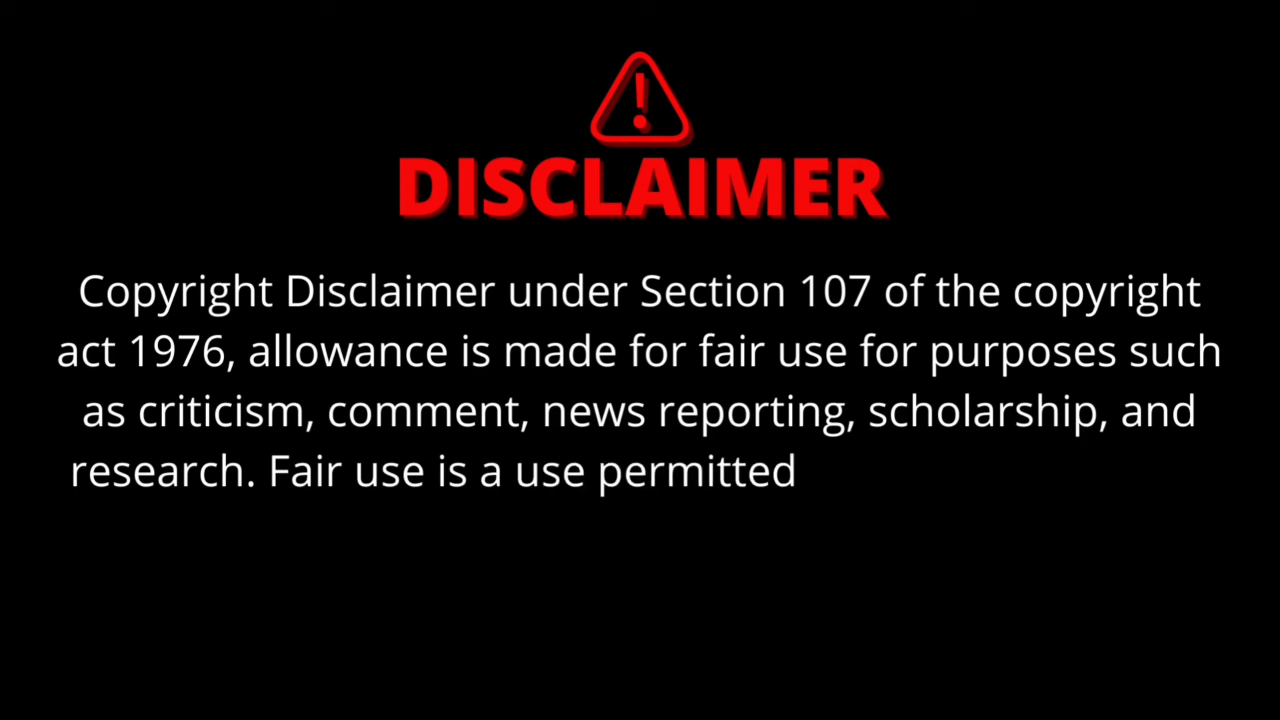 DISCLAIMER
Copyright Disclaimer under Section 107 of the copyright
act 1976, allowance is made for fair use for purposes such
as criticism, comment, news reporting, scholarship, and
research. Fair use is a use permitted